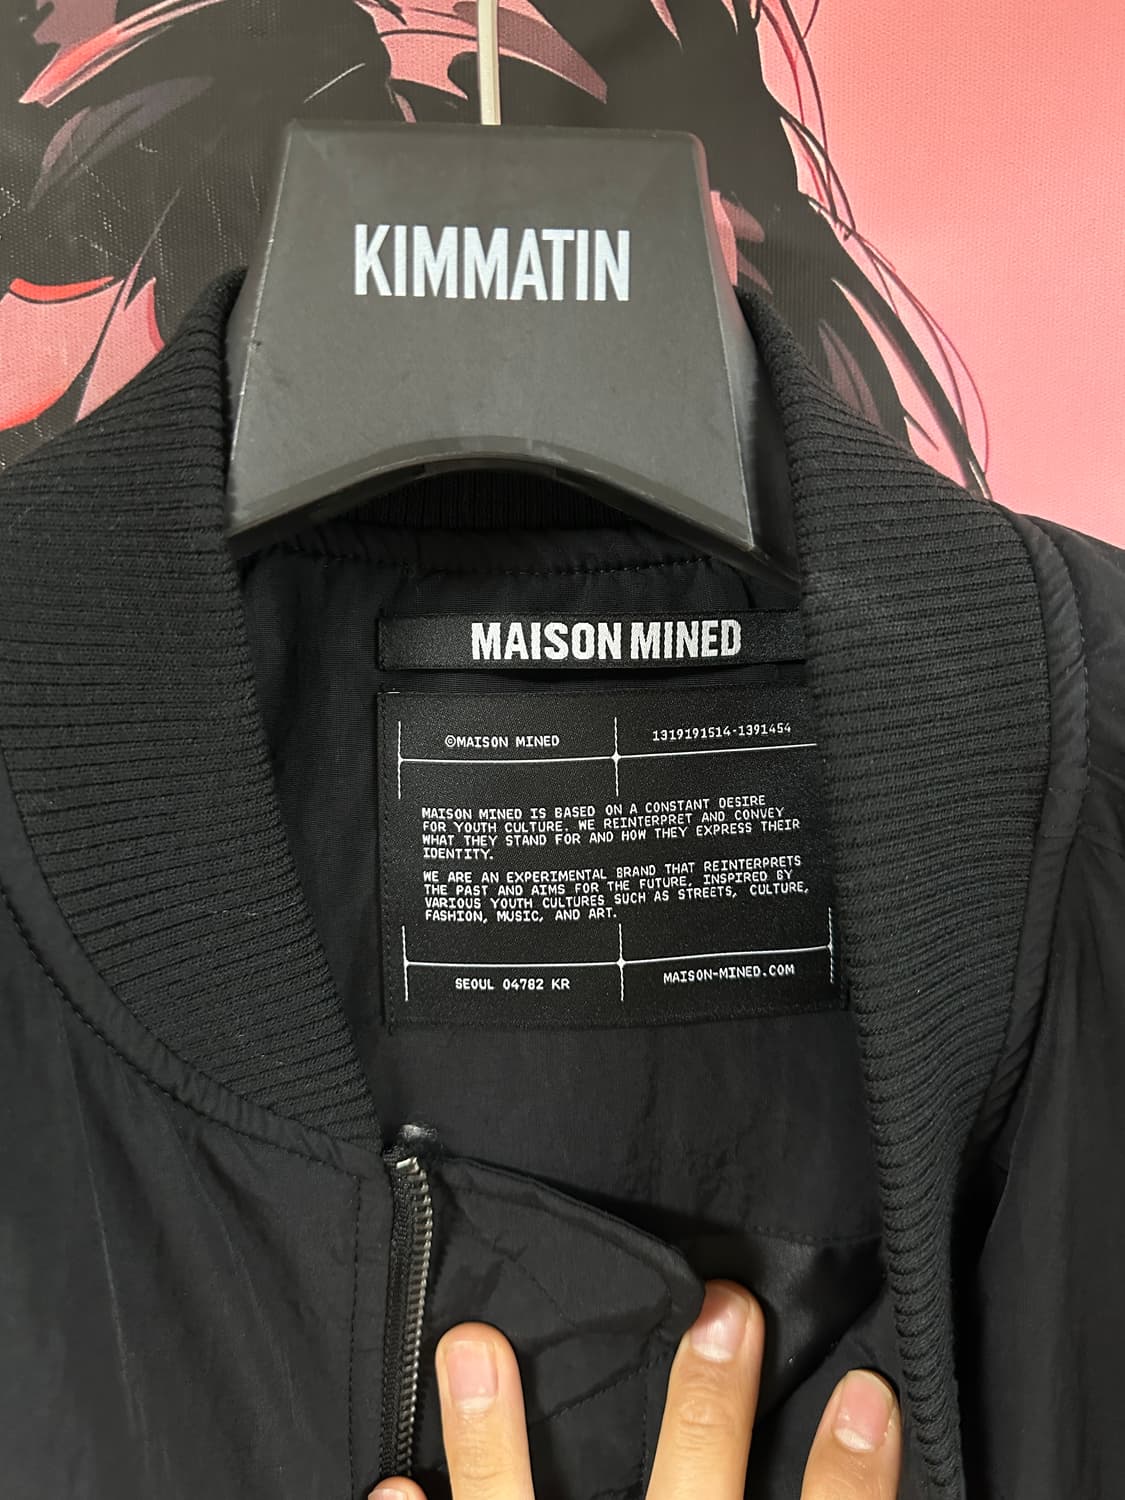 KIMMATIN
MAISON MINED
©MAISON MINED
1319191514-1391454
MAISON MINED IS BASED ON A CONSTANT DESIRE
FOR YOUTH CULTURE. WE REINTERPRET AND CONVEY
WHAT THEY STAND FOR AND HOW THEY EXPRESS THEIR
IDENTITY.
WE ARE AN EXPERIMENTAL BRAND THAT REINTERPRETS
THE PAST AND AIMS FOR THE FUTURE, INSPIRED BY
VARIOUS YOUTH CULTURES SUCH AS STREETS, CULTURE,
FASHION, MUSIC, AND ART.
SEOUL 04782 KR
MAISON-MINED.COM